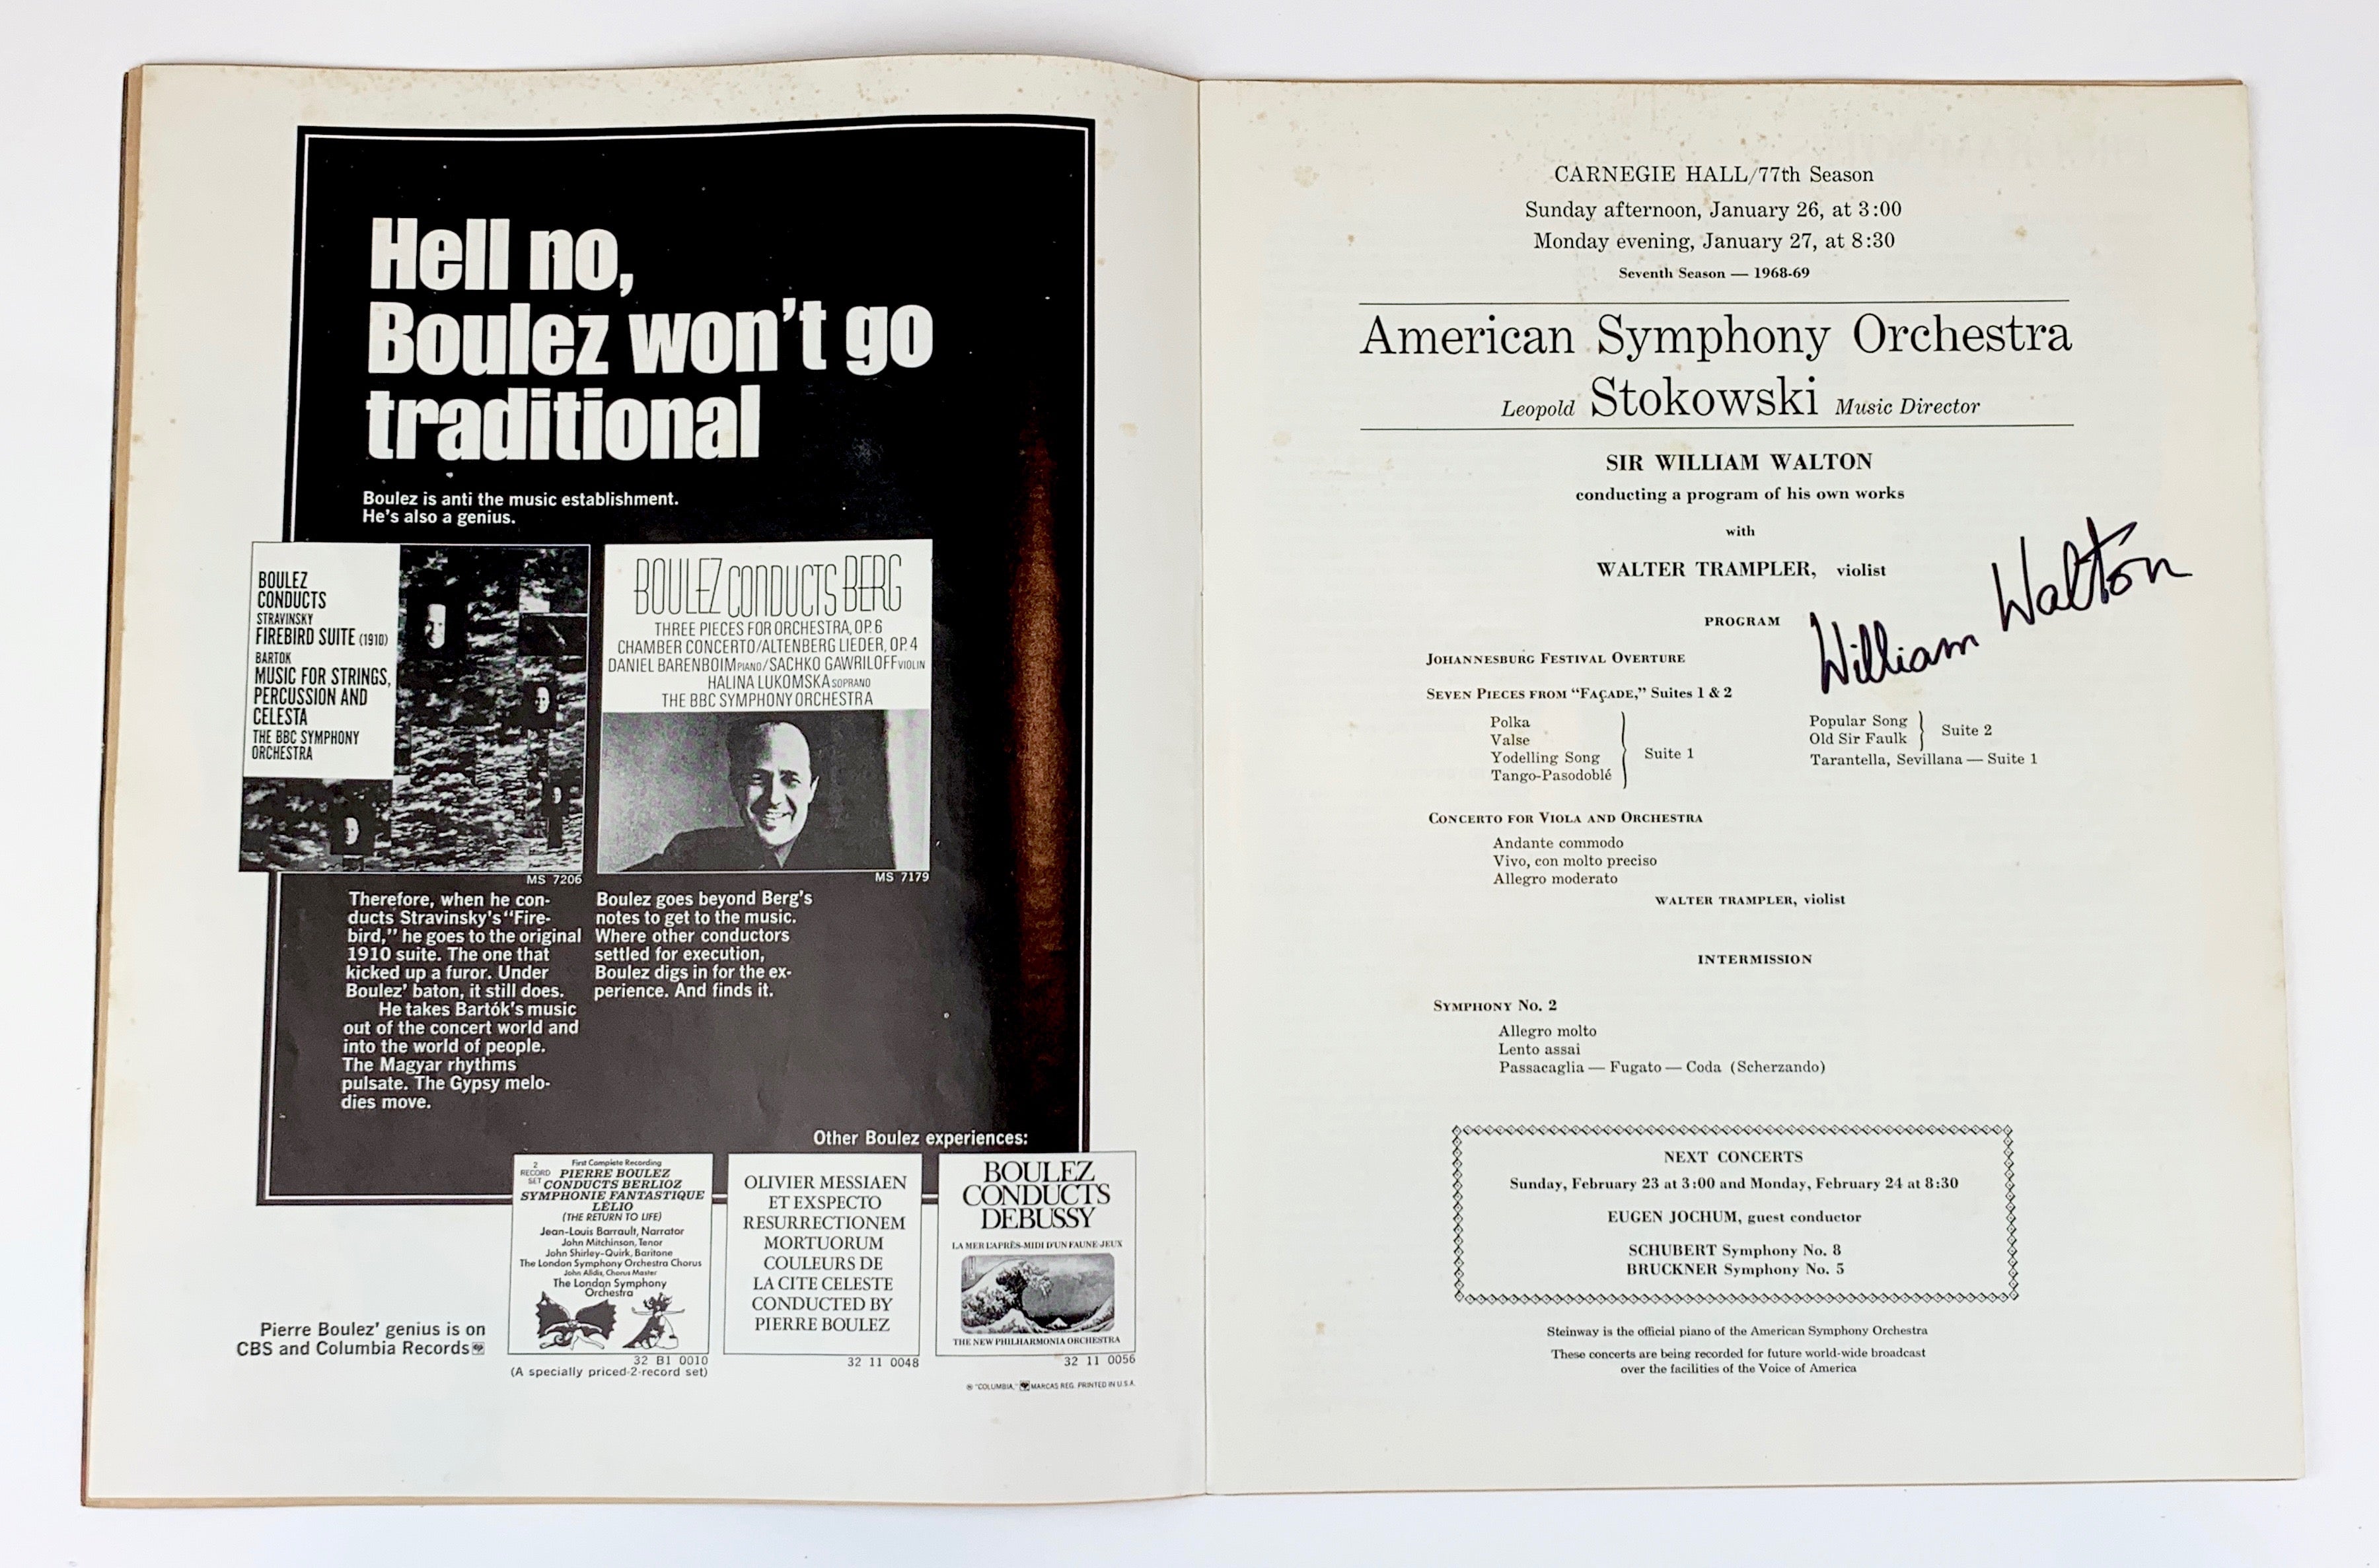 Hell no,
Boulez won't go
traditional
Boulez is anti the music establishment.
He's also a genius.
BOULEZ
CONDUCTS
STRAVINSKY
FIREBIRD SUITE (1910)
BARTOK
MUSIC FOR STRINGS,
PERCUSSION AND
CELESTA
THE BBC SYMPHONY
ORCHESTRA
MS 7206
BOULEZ CONDUCTS BERG
THREE PIECES FOR ORCHESTRA, OP. 6
CHAMBER CONCERTO/ALTENBERG LIEDER, OP. 4
DANIEL BARENBOIM PIANO/SACHKO GAWRILOFF VIOLIN
HALINA LUKOMSKA SOPRANO
THE BBC SYMPHONY ORCHESTRA
MS 7179
Therefore, when he con-
ducts Stravinsky's "Fire-
bird," he goes to the original
1910 suite. The one that
kicked up a furor. Under
Boulez' baton, it still does.
He takes Bartók's music
out of the concert world and
into the world of people.
The Magyar rhythms
pulsate. The Gypsy melo-
dies move.
Boulez goes beyond Berg's
notes to get to the music.
Where other conductors
settled for execution,
Boulez digs in for the ex-
perience. And finds it.
Other Boulez experiences:
2
RECORD
SET
First Complete Recording
PIERRE BOULEZ
CONDUCTS BERLIOZ
SYMPHONIE FANTASTIQUE
LÉLIO
(THE RETURN TO LIFE)
Jean-Louis Barrault, Narrator
John Mitchinson, Tenor
John Shirley-Quirk, Baritone
The London Symphony Orchestra Chorus
John Alldis, Chorus Master
The London Symphony
Orchestra
32 B1 0010
(A specially priced 2-record set)
OLIVIER MESSIAEN
ET EXSPECTO
RESURRECTIONEM
MORTUORUM
COULEURS DE
LA CITE CELESTE
CONDUCTED BY
PIERRE BOULEZ
32 11 0048
BOULEZ
CONDUCTS
DEBUSSY
LA MER L'APRÈS-MIDI D'UN FAUNE JEUX
THE NEW PHILHARMONIA ORCHESTRA
32 11 0056
Pierre Boulez' genius is on
CBS and Columbia Records
® "COLUMBIA," MARCAS REG. PRINTED IN U.S.A.
CARNEGIE HALL/77th Season
Sunday afternoon, January 26, at 3:00
Monday evening, January 27, at 8:30
Seventh Season — 1968-69
American Symphony Orchestra
Leopold Stokowski Music Director
SIR WILLIAM WALTON
conducting a program of his own works
with
WALTER TRAMPLER, violist
William Walton
PROGRAM
JOHANNESBURG FESTIVAL OVERTURE
SEVEN PIECES FROM "FAÇADE," Suites 1 & 2
Polka
Valse
Yodelling Song
Tango-Pasodoblé
Suite 1
Popular Song
Old Sir Faulk
Suite 2
Tarantella, Sevillana — Suite 1
CONCERTO FOR VIOLA AND ORCHESTRA
Andante commodo
Vivo, con molto preciso
Allegro moderato
WALTER TRAMPLER, violist
INTERMISSION
SYMPHONY NO. 2
Allegro molto
Lento assai
Passacaglia — Fugato — Coda (Scherzando)
NEXT CONCERTS
Sunday, February 23 at 3:00 and Monday, February 24 at 8:30
EUGEN JOCHUM, guest conductor
SCHUBERT Symphony No. 8
BRUCKNER Symphony No. 5
Steinway is the official piano of the American Symphony Orchestra
These concerts are being recorded for future world-wide broadcast
over the facilities of the Voice of America